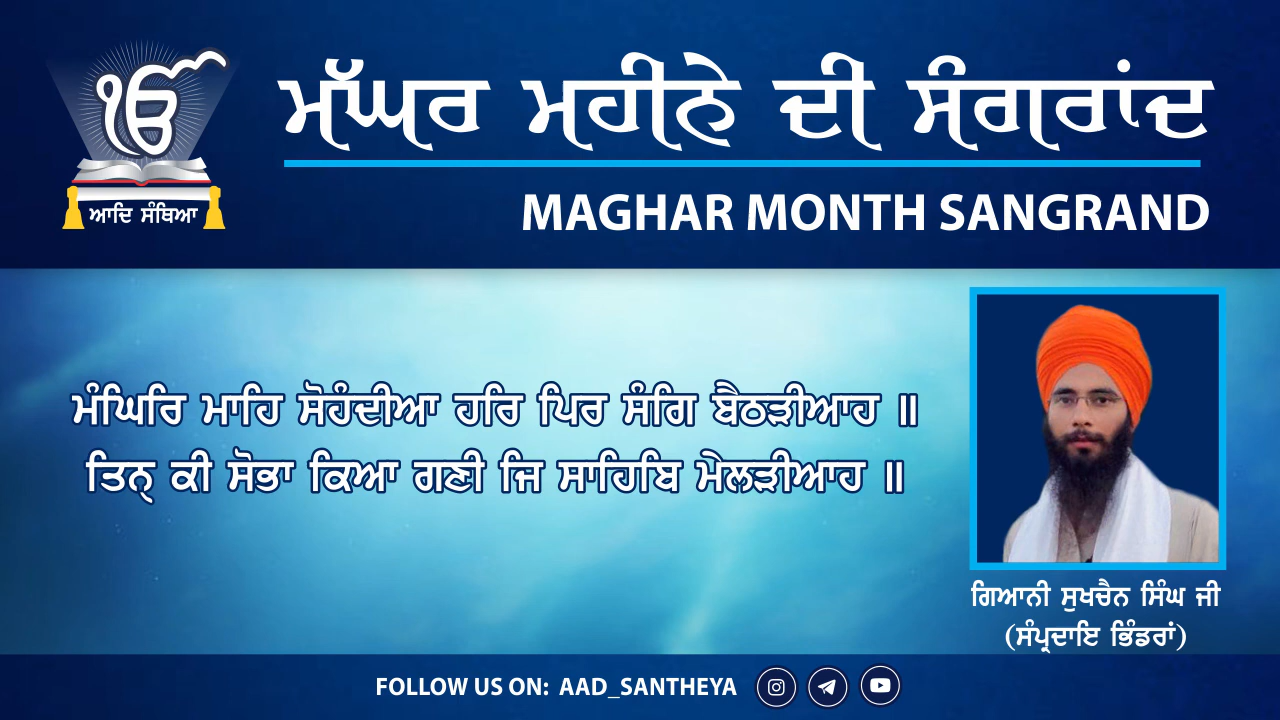 ੴ
ਆਦਿ ਸੰਥਿਆ
ਮੱਘਰ ਮਹੀਨੇ ਦੀ ਸੰਗਰਾਂਦ
MAGHAR MONTH SANGRAND
ਮੰਘਿਰਿ ਮਾਹਿ ਸੋਹੰਦੀਆ ਹਰਿ ਪਿਰ ਸੰਗਿ ਬੈਠੜੀਆਹ ॥
ਤਿਨ੍ ਕੀ ਸੋਭਾ ਕਿਆ ਗਣੀ ਜਿ ਸਾਹਿਬਿ ਮੇਲੜੀਆਹ ॥
ਗਿਆਨੀ ਸੁਖਚੈਨ ਸਿੰਘ ਜੀ
(ਸੰਪ੍ਰਦਾਇ ਭਿੰਡਰਾਂ)
FOLLOW US ON: AAD_SANTHEYA